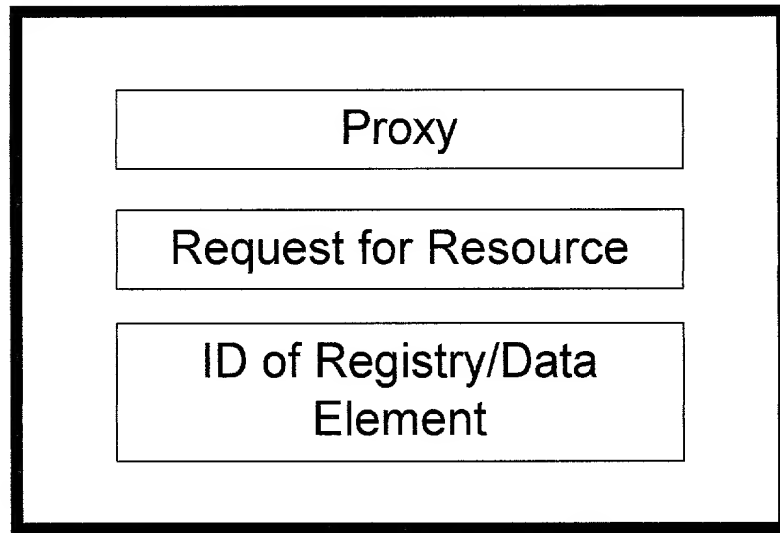 Proxy
Request for Resource
ID of Registry/Data
Element